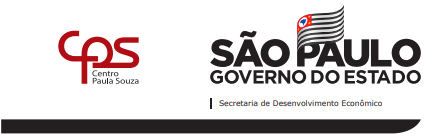 cps
Centro
Paula Souza
SÃO PAULO
GOVERNO DO ESTADO
Secretaria de Desenvolvimento Econômico